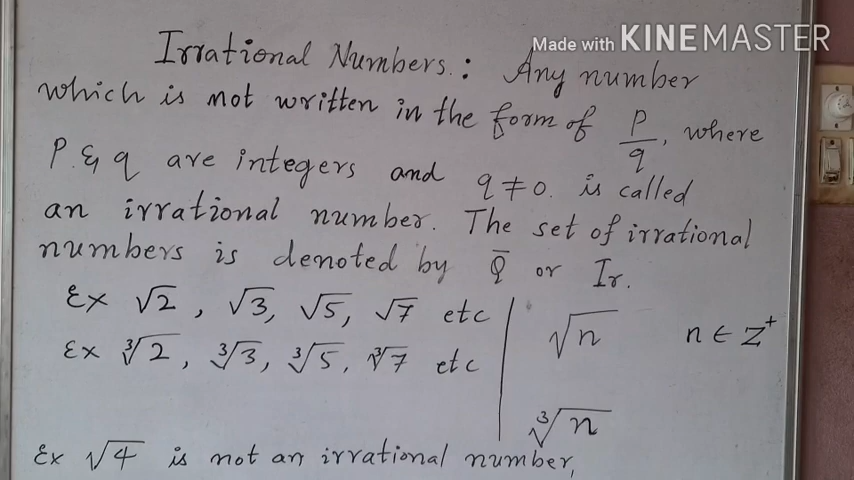 Made with KINEMASTER
Irrational Numbers.: Any number
which is not written in the form of P/q, where
P. & q are integers and q ≠ 0. is called
an irrational number. The set of irrational
numbers is denoted by Q̅ or Ir.
Ex √2, √3, √5, √7 etc
Ex ∛2, ∛3, ∛5, ∛7 etc
√n n ∈ Z⁺
∛n
Ex √4 is not an irrational number,